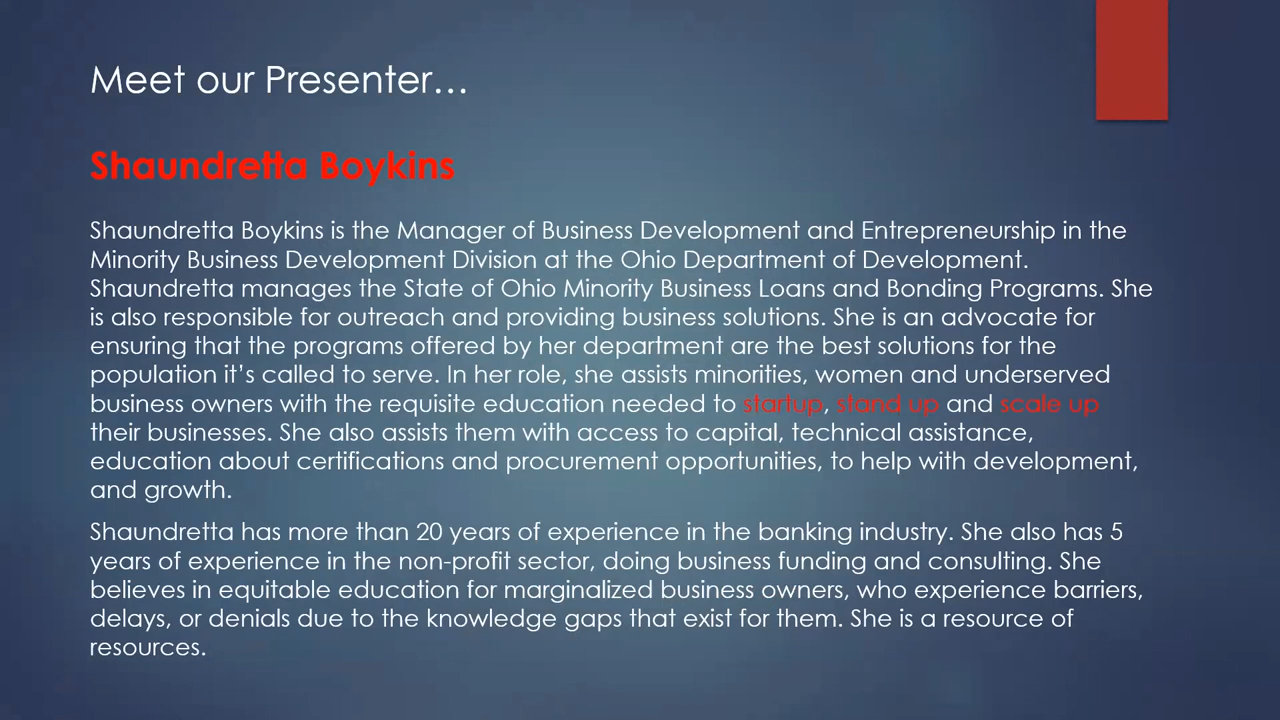 Meet our Presenter…
Shaundretta Boykins
Shaundretta Boykins is the Manager of Business Development and Entrepreneurship in the
Minority Business Development Division at the Ohio Department of Development.
Shaundretta manages the State of Ohio Minority Business Loans and Bonding Programs. She
is also responsible for outreach and providing business solutions. She is an advocate for
ensuring that the programs offered by her department are the best solutions for the
population it’s called to serve. In her role, she assists minorities, women and underserved
business owners with the requisite education needed to startup, stand up and scale up
their businesses. She also assists them with access to capital, technical assistance,
education about certifications and procurement opportunities, to help with development,
and growth.
Shaundretta has more than 20 years of experience in the banking industry. She also has 5
years of experience in the non-profit sector, doing business funding and consulting. She
believes in equitable education for marginalized business owners, who experience barriers,
delays, or denials due to the knowledge gaps that exist for them. She is a resource of
resources.